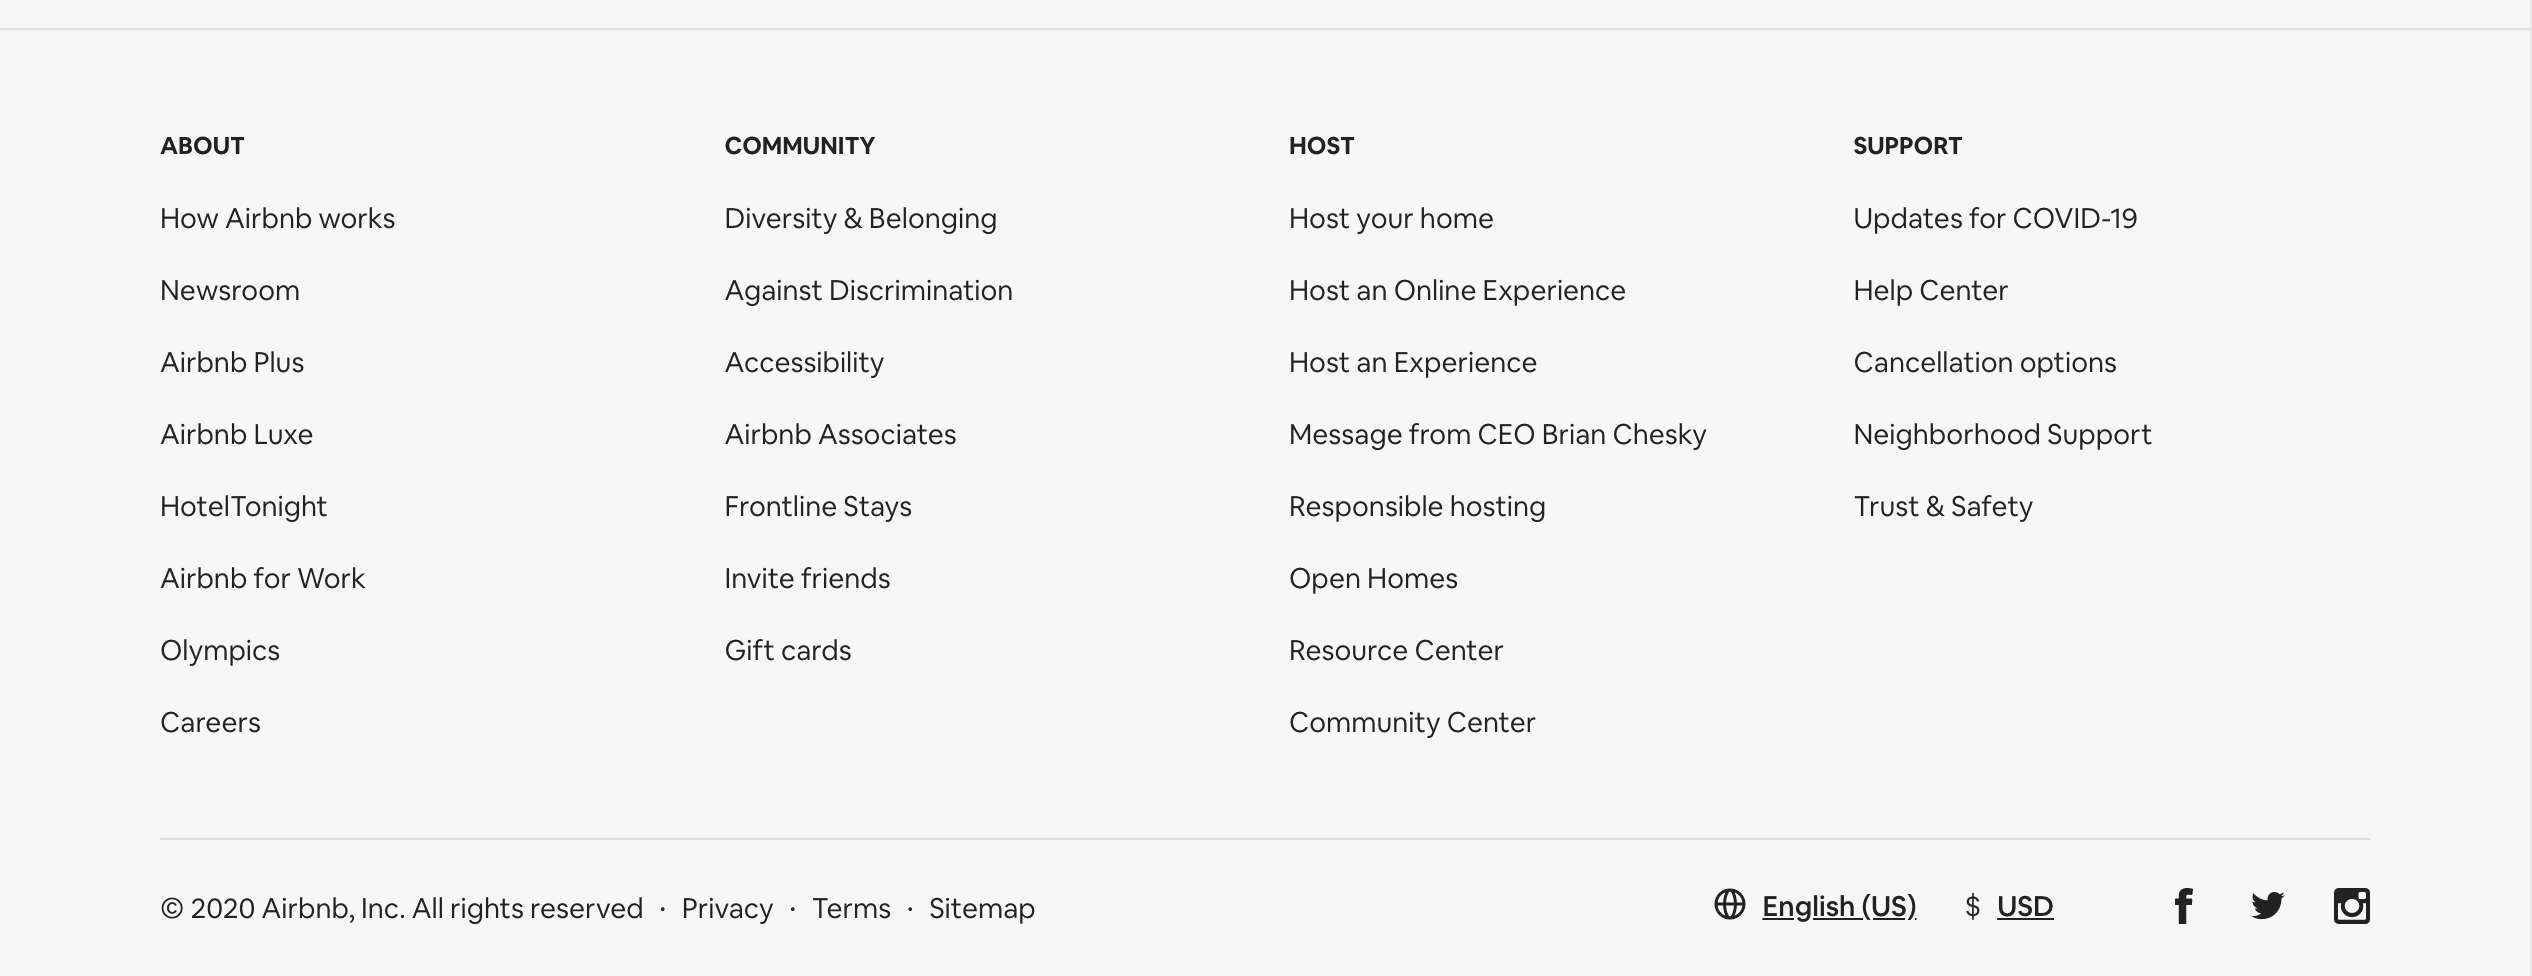 ABOUT
How Airbnb works
Newsroom
Airbnb Plus
Airbnb Luxe
HotelTonight
Airbnb for Work
Olympics
Careers
COMMUNITY
Diversity & Belonging
Against Discrimination
Accessibility
Airbnb Associates
Frontline Stays
Invite friends
Gift cards
HOST
Host your home
Host an Online Experience
Host an Experience
Message from CEO Brian Chesky
Responsible hosting
Open Homes
Resource Center
Community Center
SUPPORT
Updates for COVID-19
Help Center
Cancellation options
Neighborhood Support
Trust & Safety
© 2020 Airbnb, Inc. All rights reserved · Privacy · Terms · Sitemap
English (US) $ USD